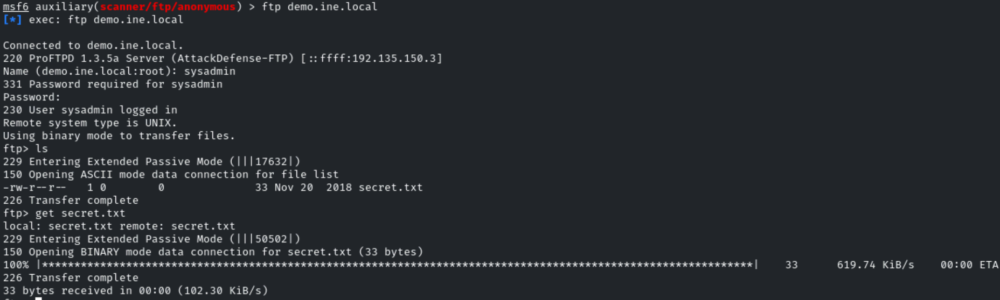 msf6 auxiliary(scanner/ftp/anonymous) > ftp demo.ine.local
[*] exec: ftp demo.ine.local
Connected to demo.ine.local.
220 ProFTPD 1.3.5a Server (AttackDefense-FTP) [::ffff:192.135.150.3]
Name (demo.ine.local:root): sysadmin
331 Password required for sysadmin
Password:
230 User sysadmin logged in
Remote system type is UNIX.
Using binary mode to transfer files.
ftp> ls
229 Entering Extended Passive Mode (|||17632|)
150 Opening ASCII mode data connection for file list
-rw-r--r--   1 0        0              33 Nov 20  2018 secret.txt
226 Transfer complete
ftp> get secret.txt
local: secret.txt remote: secret.txt
229 Entering Extended Passive Mode (|||50502|)
150 Opening BINARY mode data connection for secret.txt (33 bytes)
100% |**************************************************************************************************************|    33      619.74 KiB/s    00:00 ETA
226 Transfer complete
33 bytes received in 00:00 (102.30 KiB/s)